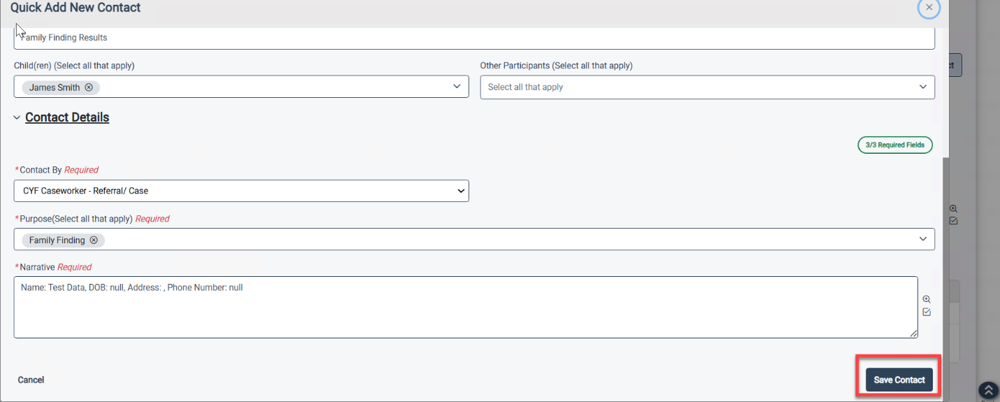 Quick Add New Contact
Family Finding Results
Child(ren) (Select all that apply)
Other Participants (Select all that apply)
James Smith
Select all that apply
Contact Details
3/3 Required Fields
*Contact By Required
CYF Caseworker - Referral/ Case
*Purpose(Select all that apply) Required
Family Finding
*Narrative Required
Name: Test Data, DOB: null, Address: , Phone Number: null
Cancel
Save Contact